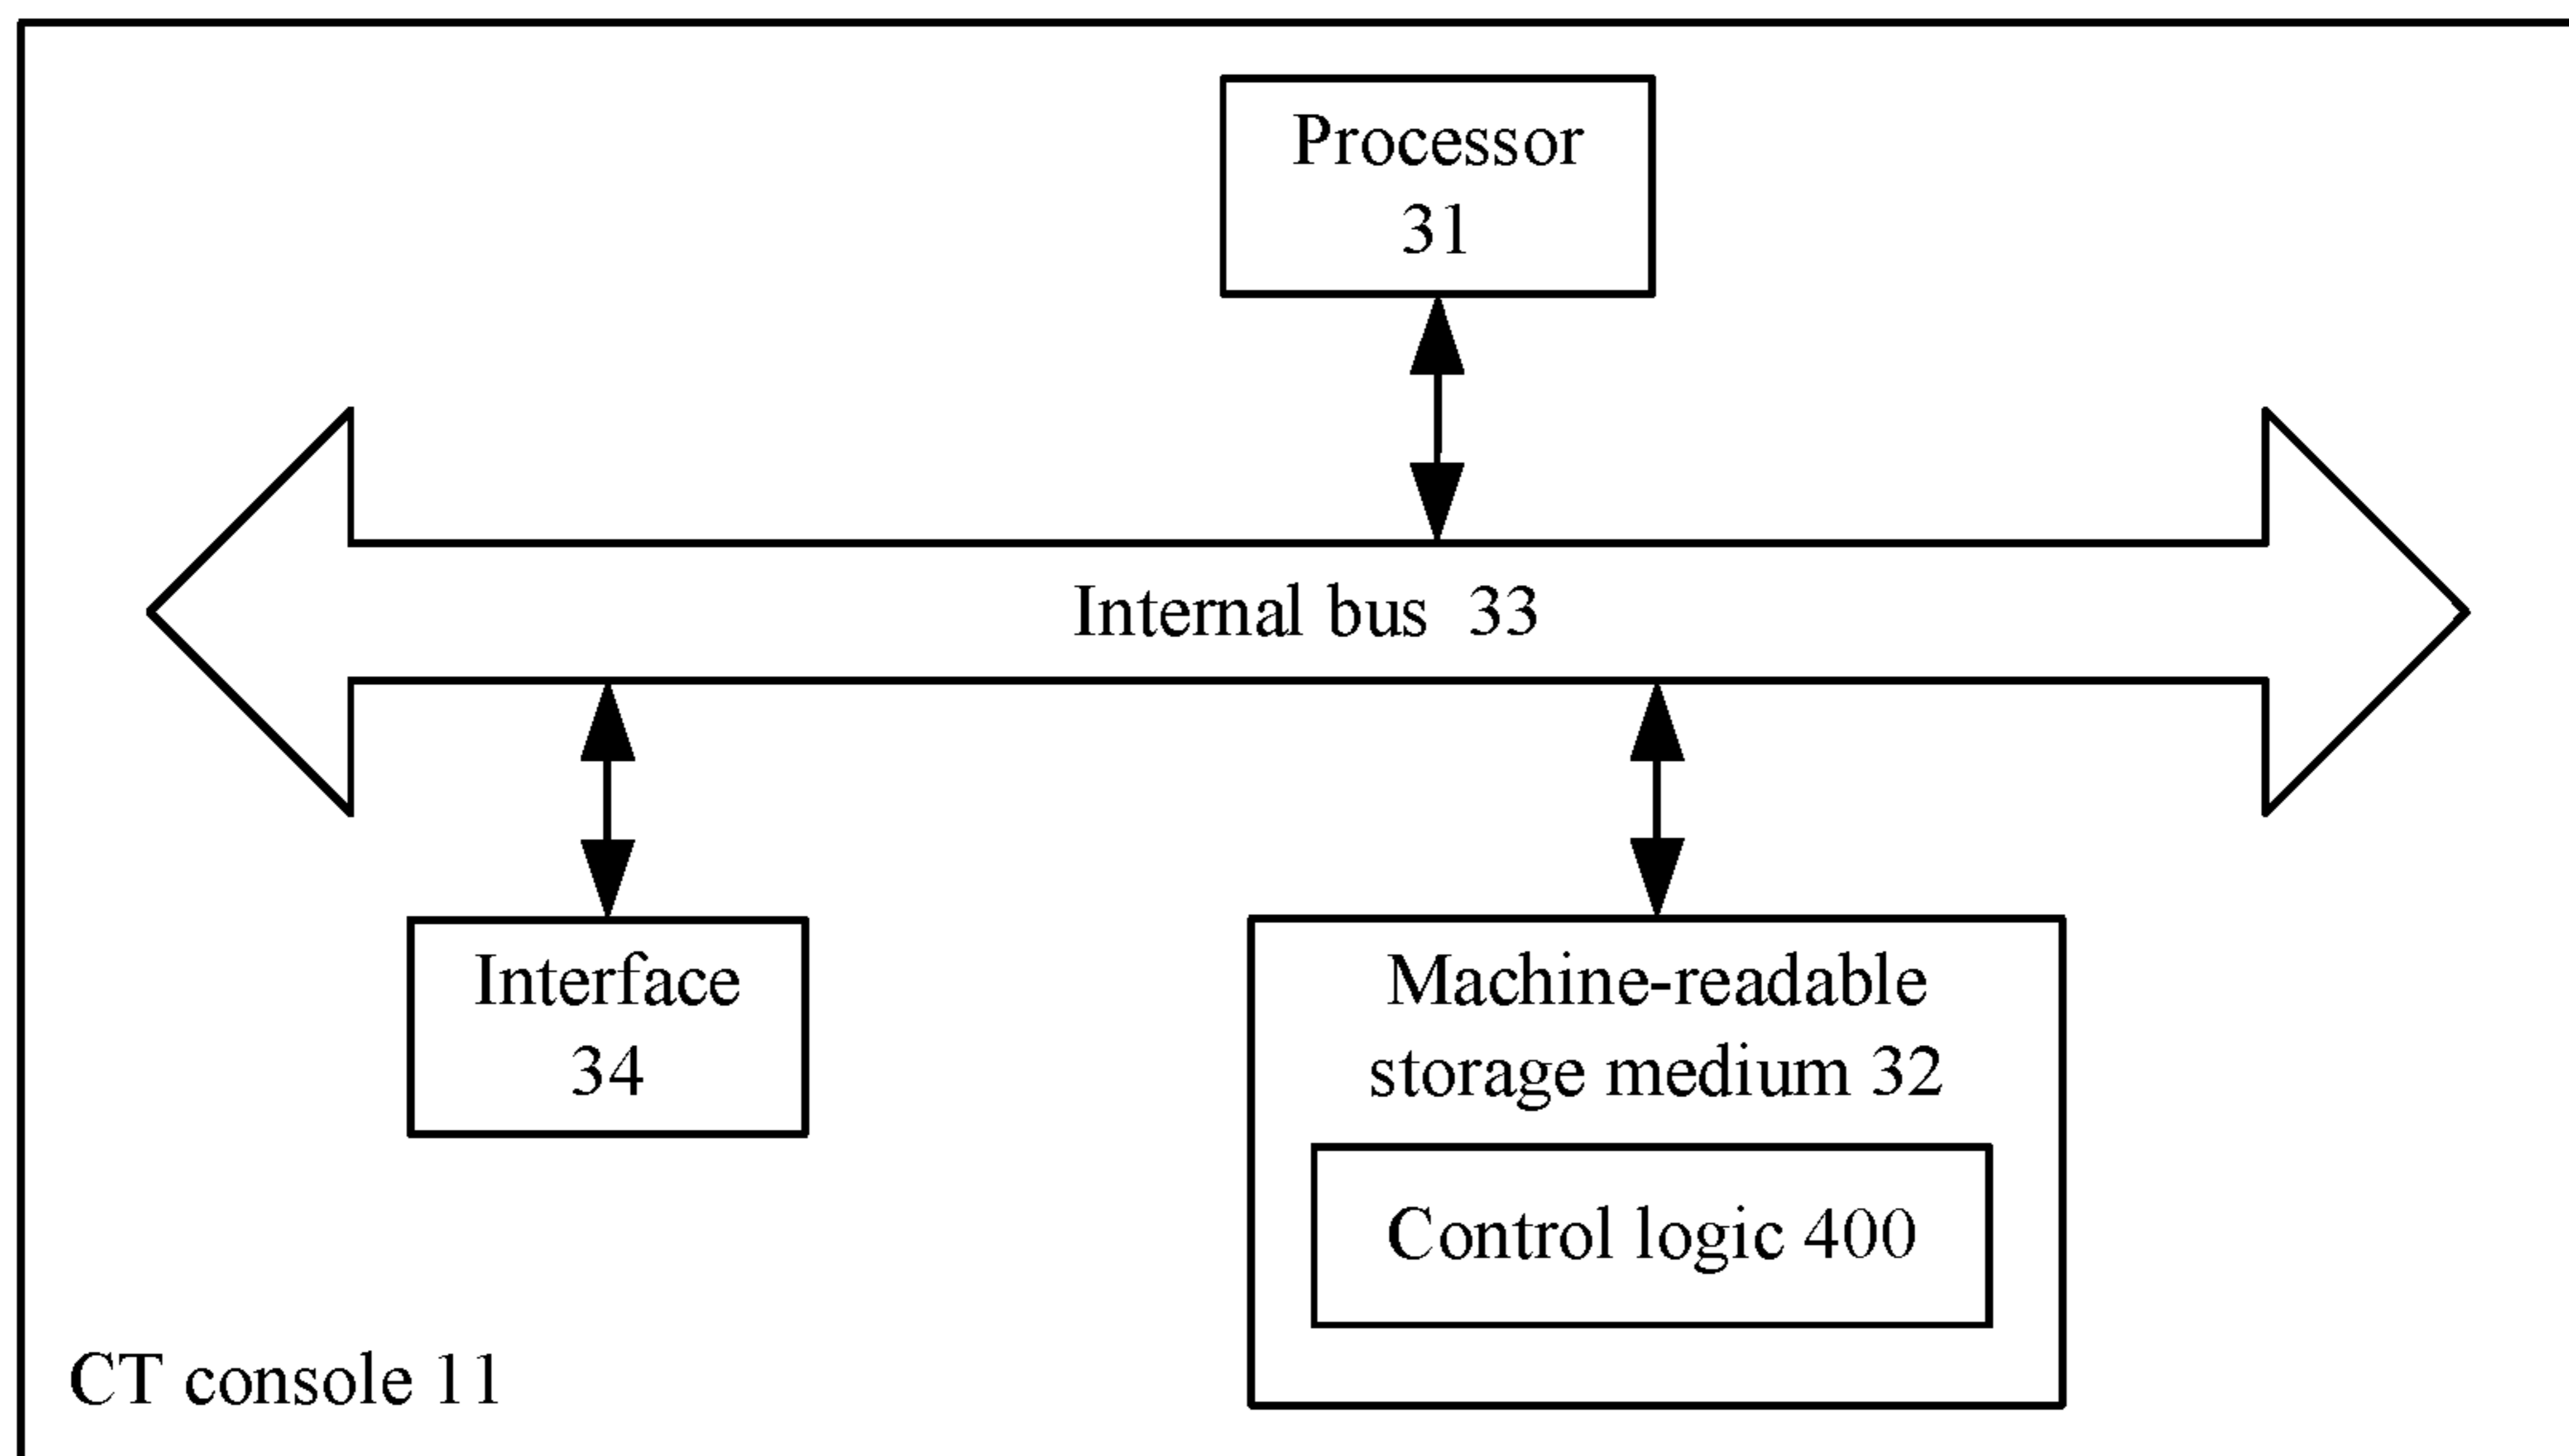 Processor
31
Internal bus 33
Interface
34
Machine-readable
storage medium 32
Control logic 400
CT console 11